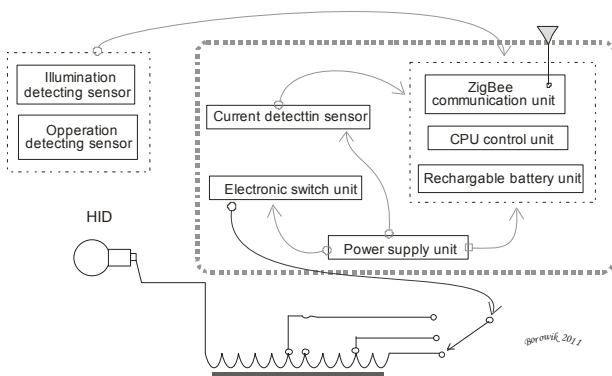 Illumination
detecting sensor
Opperation
detecting sensor
ZigBee
communication unit
Current detecttin sensor
CPU control unit
Rechargable battery unit
Electronic switch unit
Power supply unit
HID
Borowik 2011